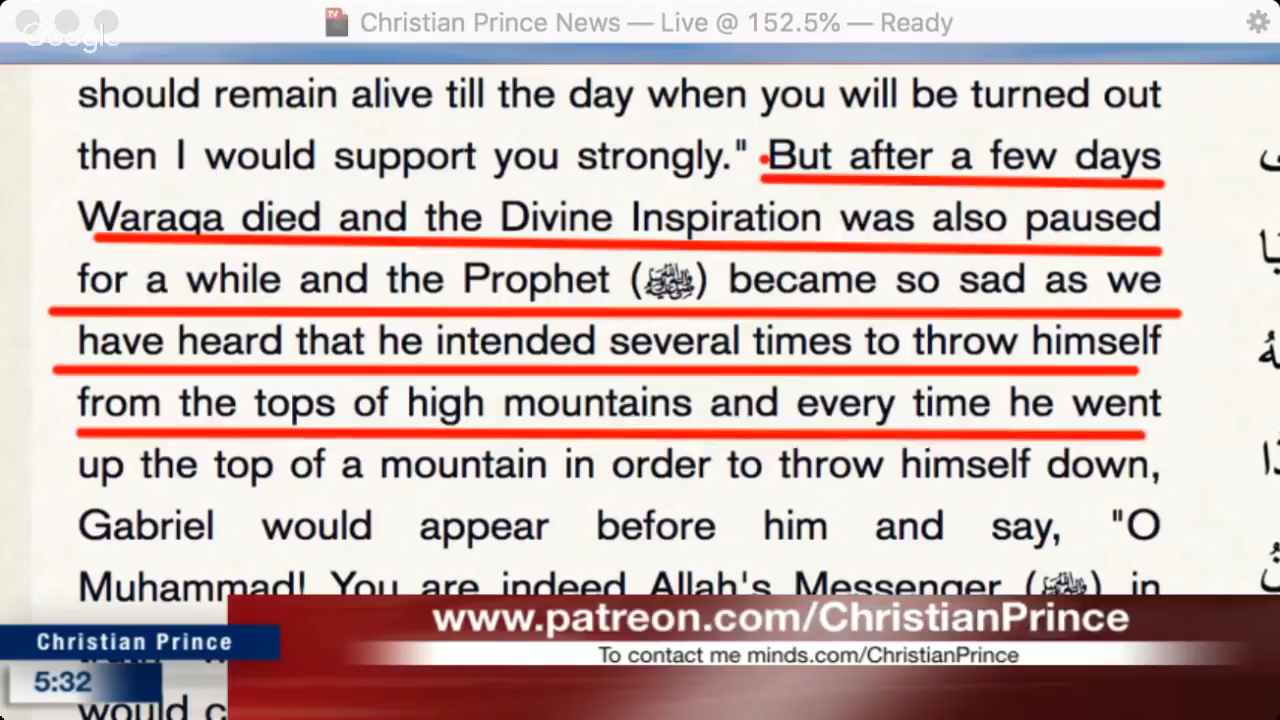 Christian Prince News — Live @ 152.5% — Ready
Google
should remain alive till the day when you will be turned out
then I would support you strongly." But after a few days
Waraqa died and the Divine Inspiration was also paused
for a while and the Prophet (ﷺ) became so sad as we
have heard that he intended several times to throw himself
from the tops of high mountains and every time he went
up the top of a mountain in order to throw himself down,
Gabriel would appear before him and say, "O
Muhammad! You are indeed Allah's Messenger (ﷺ) in
would
www.patreon.com/ChristianPrince
To contact me minds.com/ChristianPrince
Christian Prince
5:32